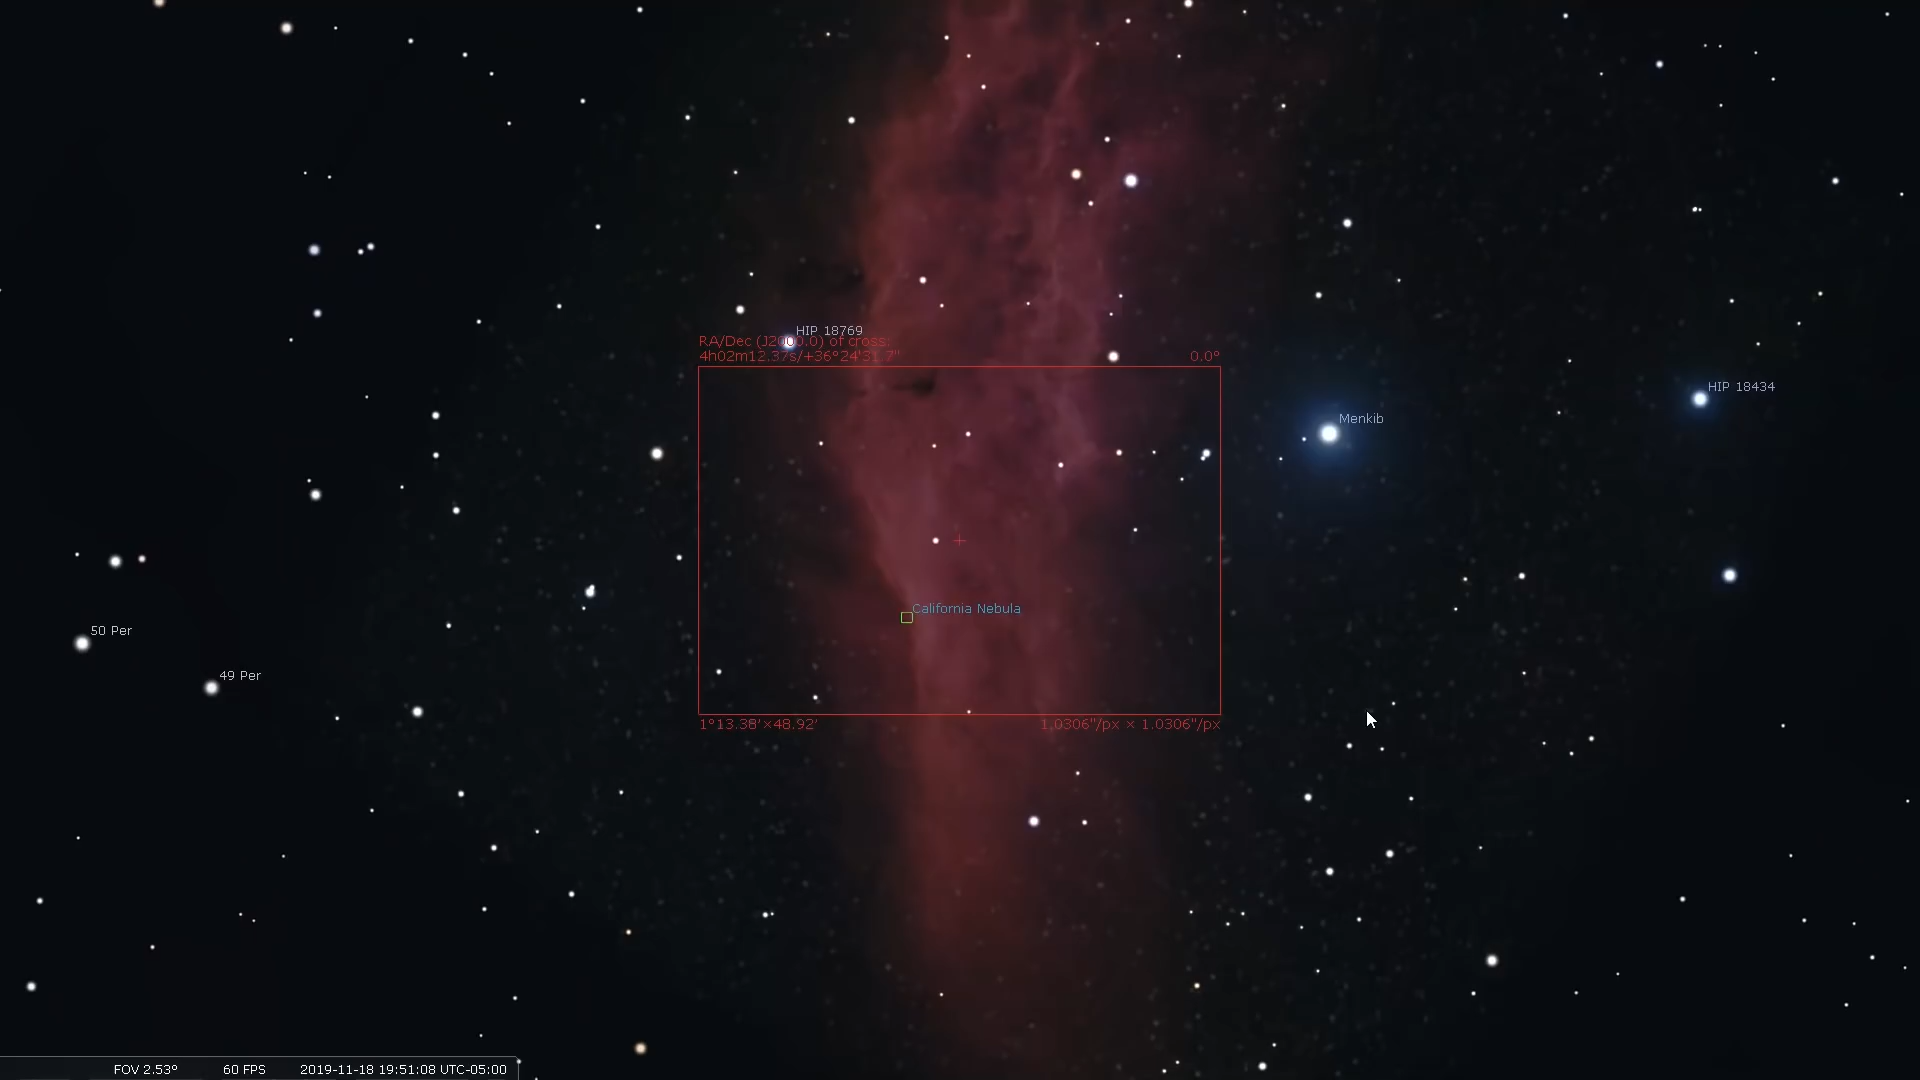 HIP 18769
RA/Dec (J2000.0) of cross:
4h02m12.37s/+36°24'31.7"
0.0°
HIP 18434
Menkib
California Nebula
50 Per
49 Per
1°13.38'×48.92'
1.0306"/px × 1.0306"/px
FOV 2.53° 60 FPS 2019-11-18 19:51:08 UTC-05:00